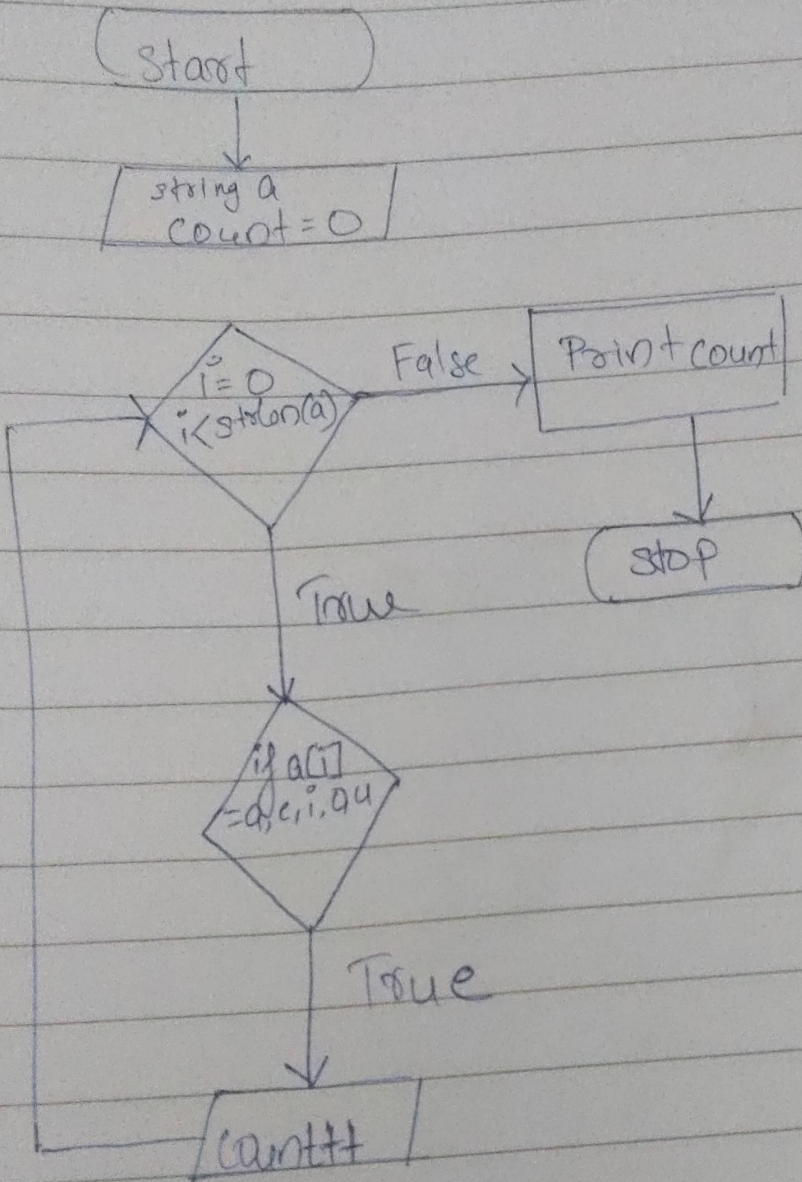 Start
string a
count = 0
i = 0
i < strlen(a)
False
Print count
Stop
True
if a[i]
= a, e, i, o u
True
count++